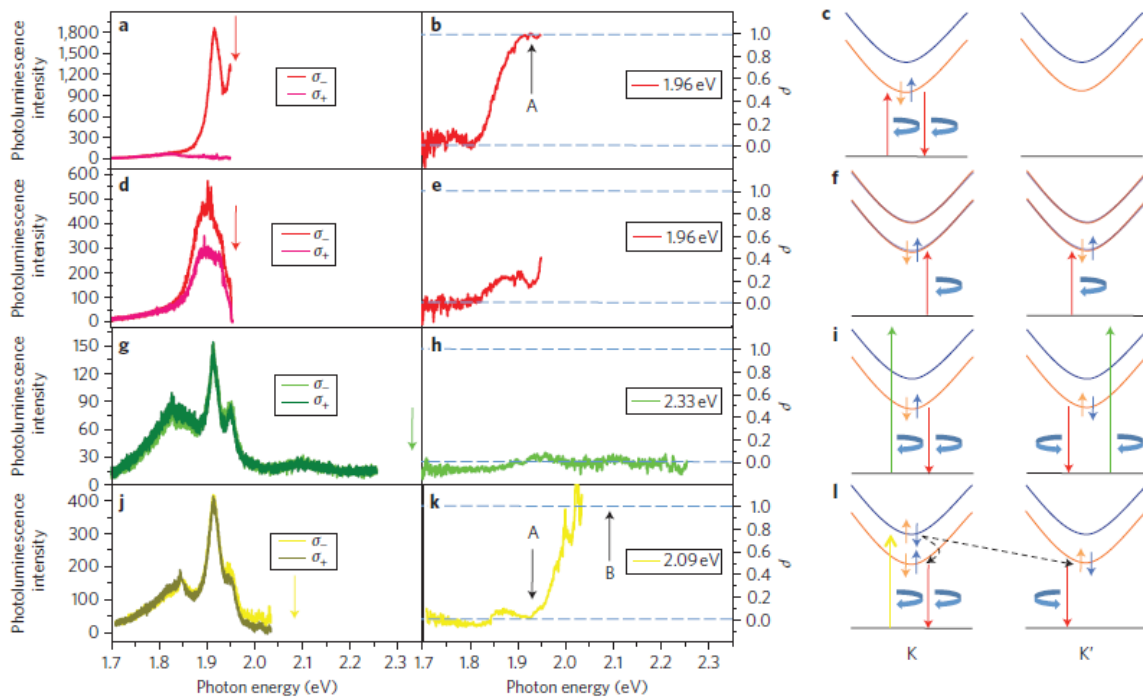 a
Photoluminescence intensity
1,800
1,500
1,200
900
600
300
0
σ−
σ+
b
A
1.96 eV
1.0
0.8
0.6
0.4
0.2
0.0
ρ
c
d
Photoluminescence intensity
600
500
400
300
200
100
0
σ−
σ+
e
1.96 eV
1.0
0.8
0.6
0.4
0.2
0.0
ρ
f
g
Photoluminescence intensity
150
120
90
60
30
0
σ−
σ+
h
2.33 eV
1.0
0.8
0.6
0.4
0.2
0.0
ρ
i
j
Photoluminescence intensity
400
300
200
100
0
σ−
σ+
k
A
B
2.09 eV
1.0
0.8
0.6
0.4
0.2
0.0
ρ
l
1.7 1.8 1.9 2.0 2.1 2.2 2.3
Photon energy (eV)
1.7 1.8 1.9 2.0 2.1 2.2 2.3
Photon energy (eV)
K
K′